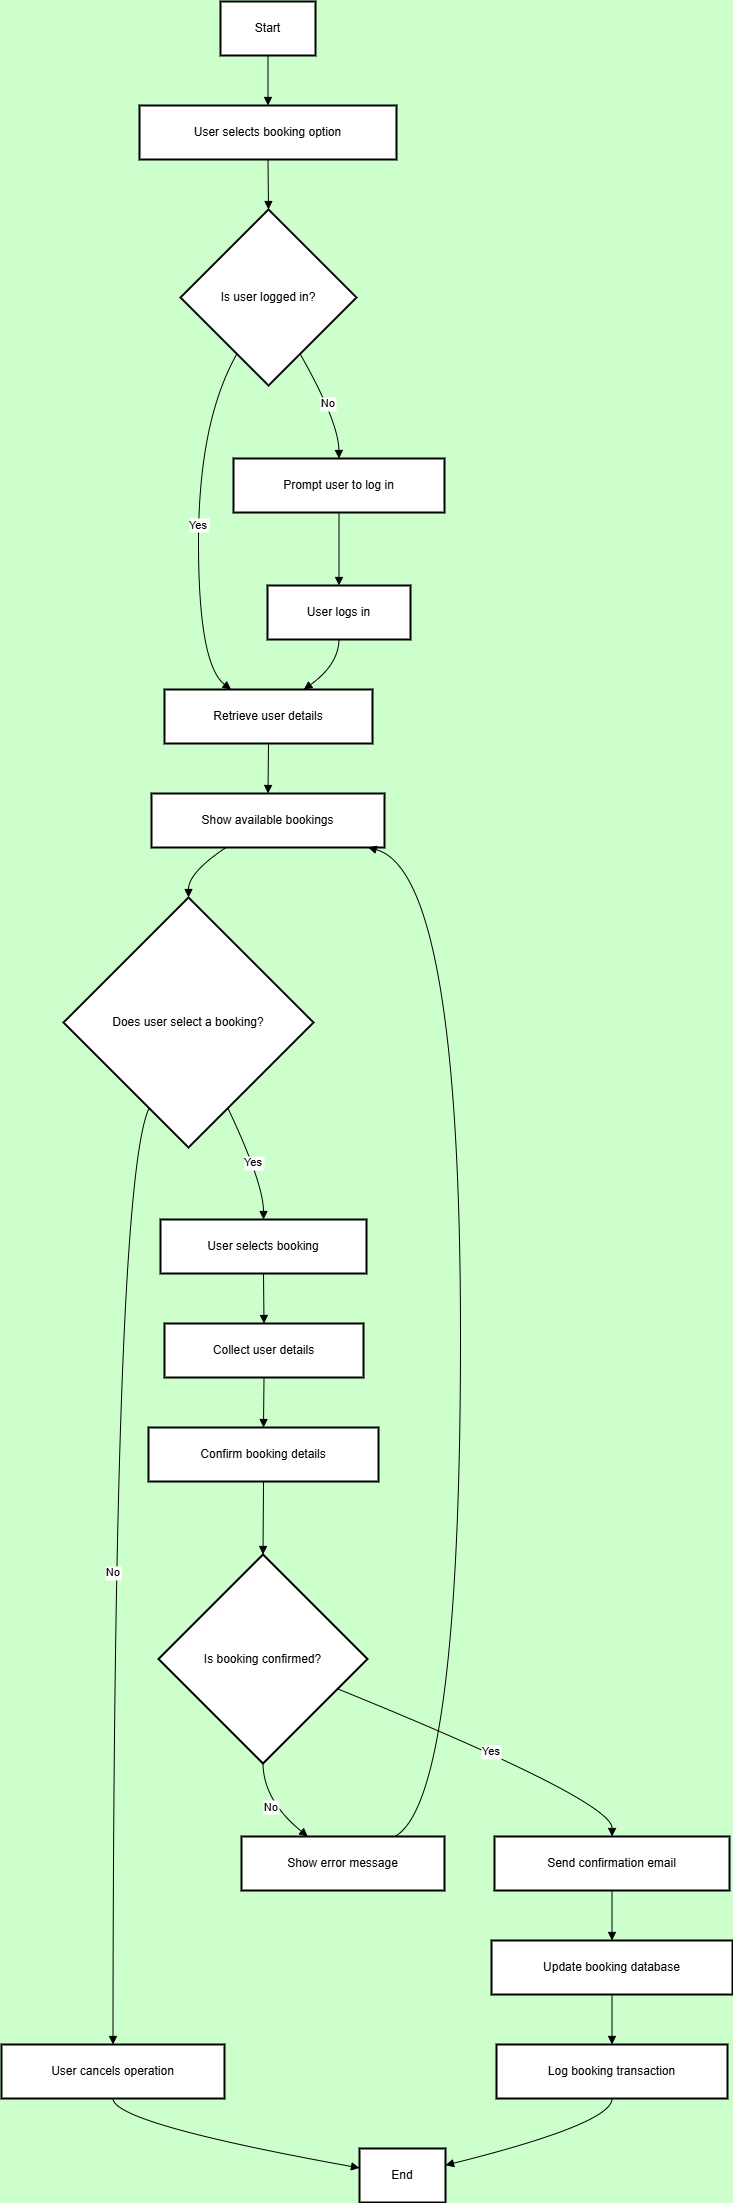 Start
User selects booking option
Is user logged in?
No
Prompt user to log in
Yes
User logs in
Retrieve user details
Show available bookings
Does user select a booking?
Yes
User selects booking
Collect user details
Confirm booking details
No
Is booking confirmed?
Yes
No
Show error message
Send confirmation email
Update booking database
User cancels operation
Log booking transaction
End